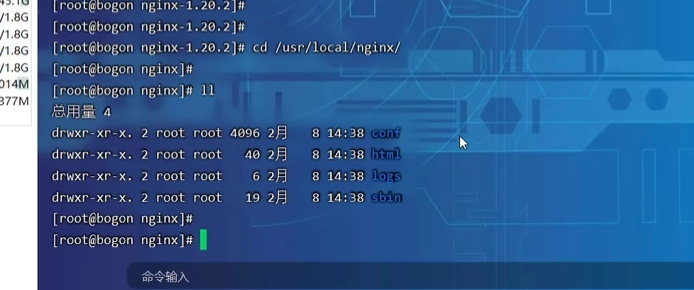 /1.8G
/1.8G
/1.8G
/1.8G
014M
377M
[root@bogon nginx-1.20.2]#
[root@bogon nginx-1.20.2]#
[root@bogon nginx-1.20.2]# cd /usr/local/nginx/
[root@bogon nginx]#
[root@bogon nginx]# ll
总用量 4
drwxr-xr-x. 2 root root 4096 2月 8 14:38 conf
drwxr-xr-x. 2 root root 40 2月 8 14:38 html
drwxr-xr-x. 2 root root 6 2月 8 14:38 logs
drwxr-xr-x. 2 root root 19 2月 8 14:38 sbin
[root@bogon nginx]#
[root@bogon nginx]#
命令输入